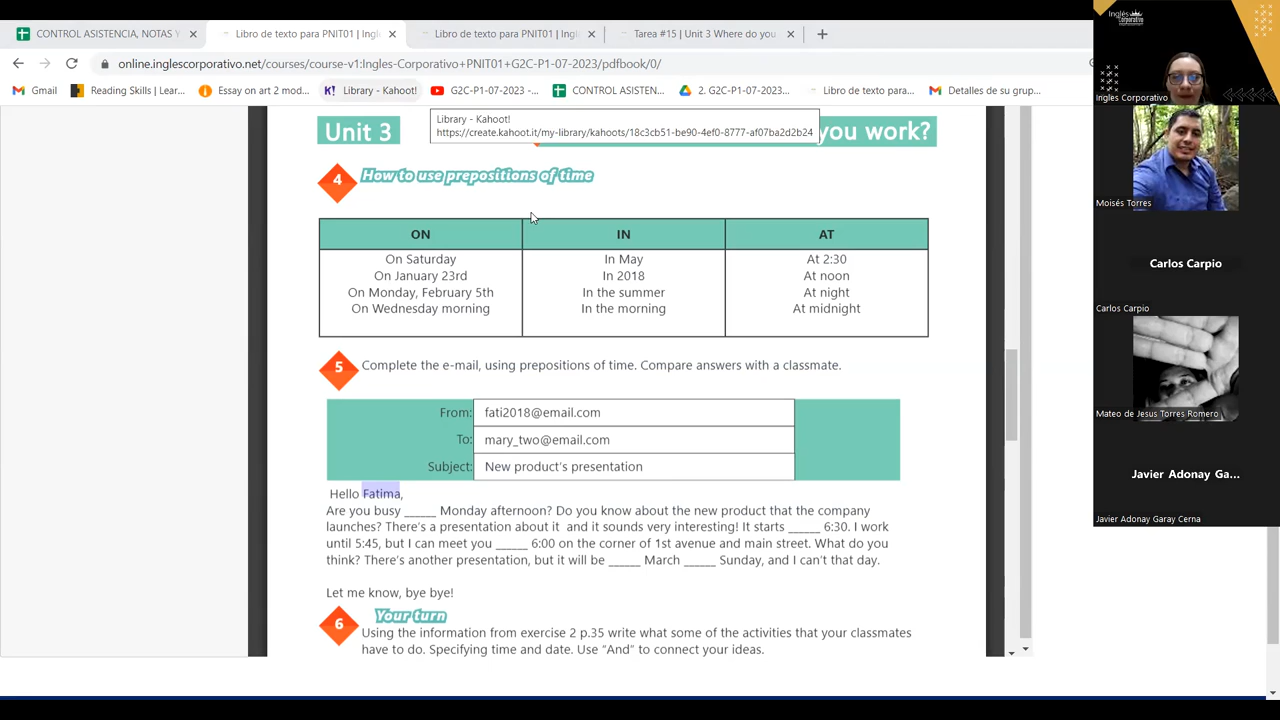 CONTROL ASISTENCIA, NOTAS Y
Libro de texto para PNIT01 | Ingl
Libro de texto para PNIT01 | Ingl
Tarea #15 | Unit 3 Where do you
online.inglescorporativo.net/courses/course-v1:Ingles-Corporativo+PNIT01+G2C-P1-07-2023/pdfbook/0/
Gmail
Reading Skills | Lear...
Essay on art 2 mod...
Library - Kahoot!
G2C-P1-07-2023 -...
CONTROL ASISTEN...
2. G2C-P1-07-2023...
Libro de texto para...
Detalles de su grup...
Library - Kahoot!
https://create.kahoot.it/my-library/kahoots/18c3cb51-be90-4ef0-8777-af07ba2d2b24
Unit 3
you work?
4
How to use prepositions of time
ON IN AT
On Saturday In May At 2:30
On January 23rd In 2018 At noon
On Monday, February 5th In the summer At night
On Wednesday morning In the morning At midnight
5
Complete the e-mail, using prepositions of time. Compare answers with a classmate.
From: fati2018@email.com
To: mary_two@email.com
Subject: New product's presentation
Hello Fatima,
Are you busy ______ Monday afternoon? Do you know about the new product that the company
launches? There's a presentation about it and it sounds very interesting! It starts ______ 6:30. I work
until 5:45, but I can meet you ______ 6:00 on the corner of 1st avenue and main street. What do you
think? There's another presentation, but it will be ______ March ______ Sunday, and I can't that day.
Let me know, bye bye!
6
Your turn
Using the information from exercise 2 p.35 write what some of the activities that your classmates
have to do. Specifying time and date. Use "And" to connect your ideas.
Inglés
Corporativo
Ingles Corporativo
Moisés Torres
Carlos Carpio
Carlos Carpio
Mateo de Jesus Torres Romero
Javier Adonay Ga...
Javier Adonay Garay Cerna